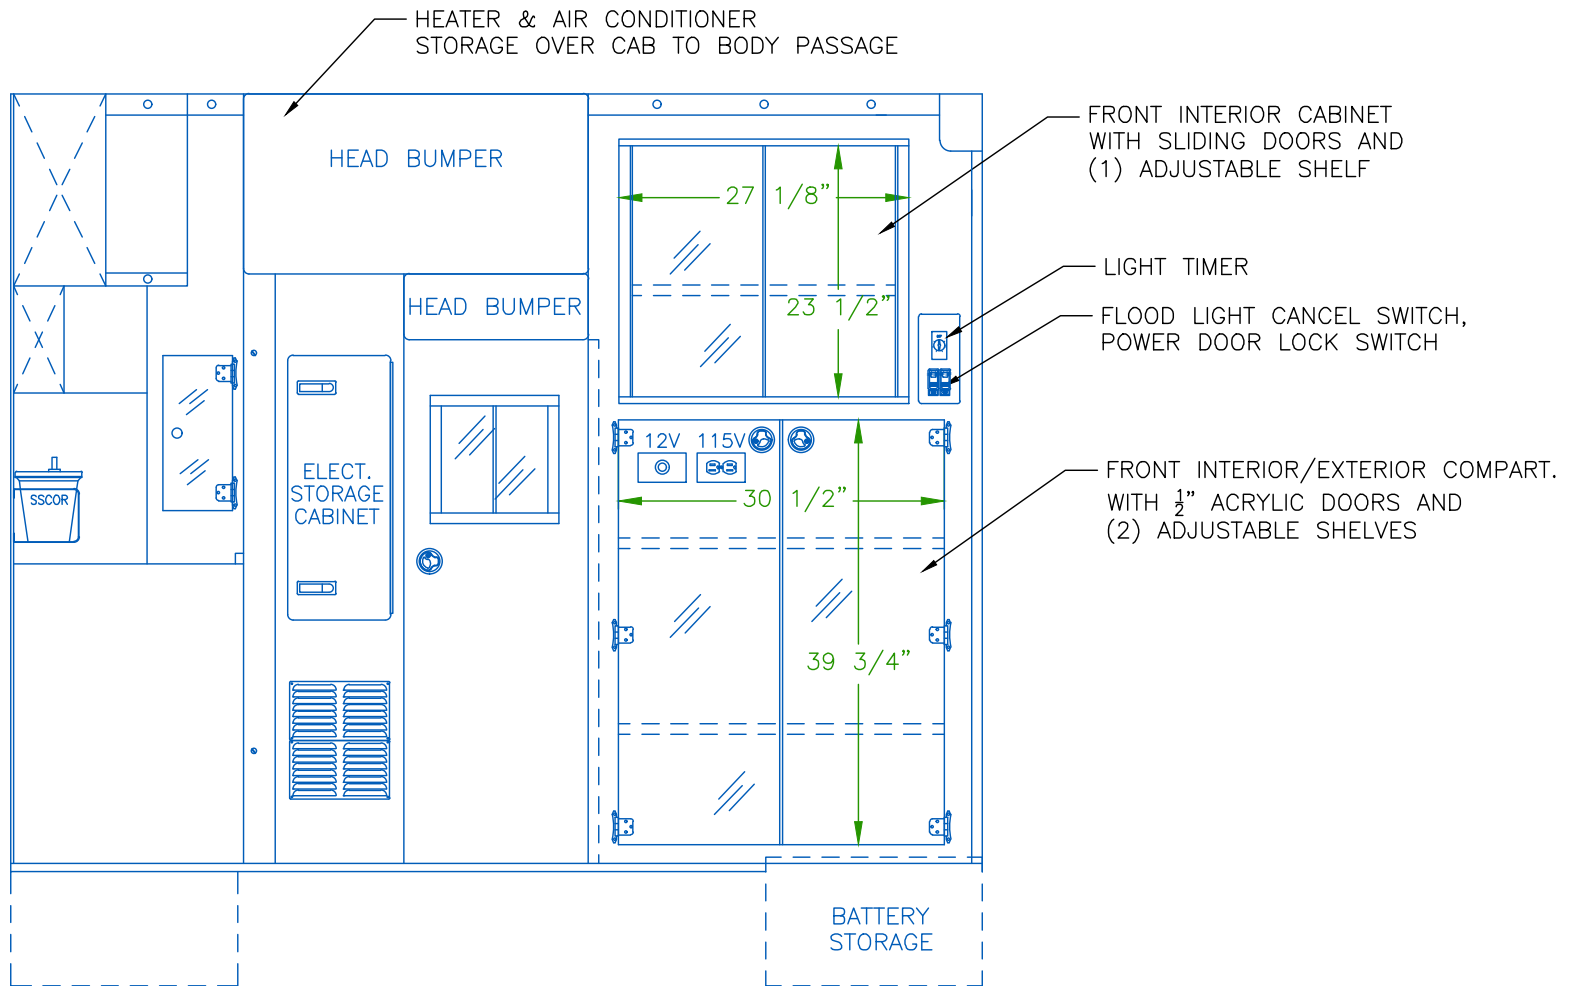 HEATER & AIR CONDITIONER
STORAGE OVER CAB TO BODY PASSAGE
HEAD BUMPER
FRONT INTERIOR CABINET
WITH SLIDING DOORS AND
(1) ADJUSTABLE SHELF
27 1/8”
LIGHT TIMER
HEAD BUMPER
23 1/2”
FLOOD LIGHT CANCEL SWITCH,
POWER DOOR LOCK SWITCH
12V 115V
ELECT.
STORAGE
CABINET
SSCOR
30 1/2”
FRONT INTERIOR/EXTERIOR COMPART.
WITH ½” ACRYLIC DOORS AND
(2) ADJUSTABLE SHELVES
39 3/4”
BATTERY
STORAGE